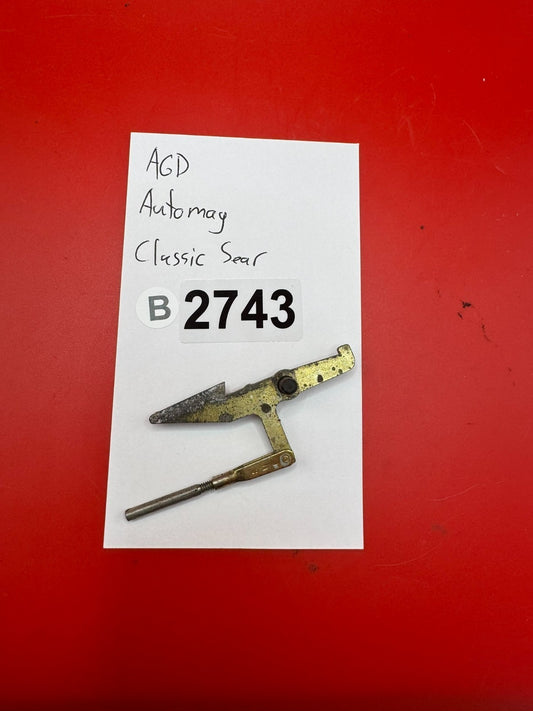 AGD
Automag
Classic Sear
B 2743